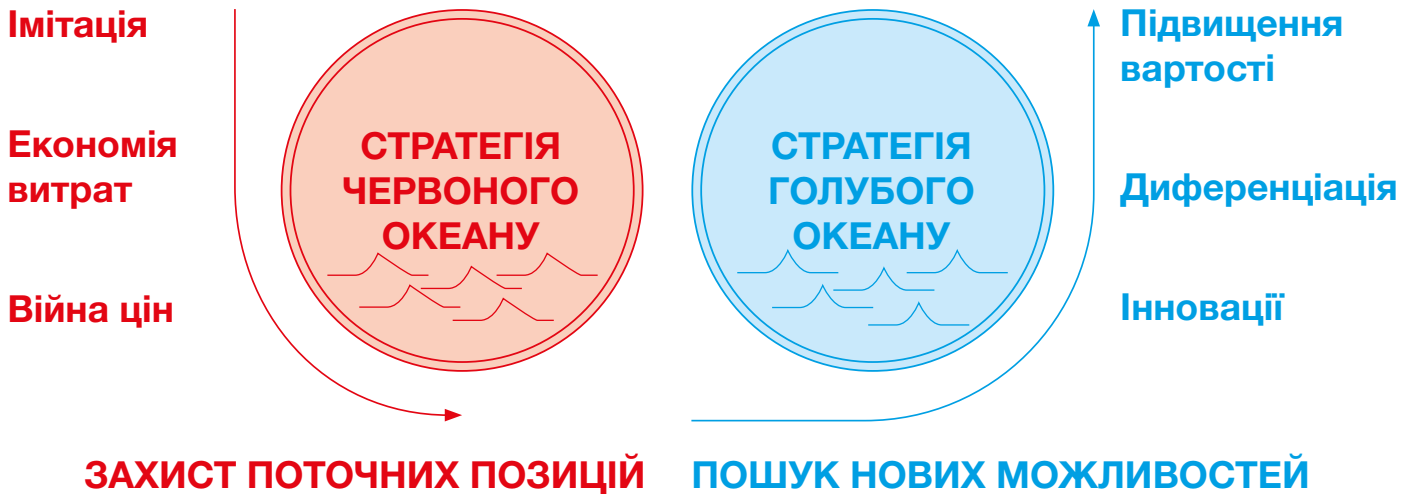 Імітація
Економія
витрат
Війна цін
СТРАТЕГІЯ
ЧЕРВОНОГО
ОКЕАНУ
ЗАХИСТ ПОТОЧНИХ ПОЗИЦІЙ
СТРАТЕГІЯ
ГОЛУБОГО
ОКЕАНУ
Підвищення
вартості
Диференціація
Інновації
ПОШУК НОВИХ МОЖЛИВОСТЕЙ